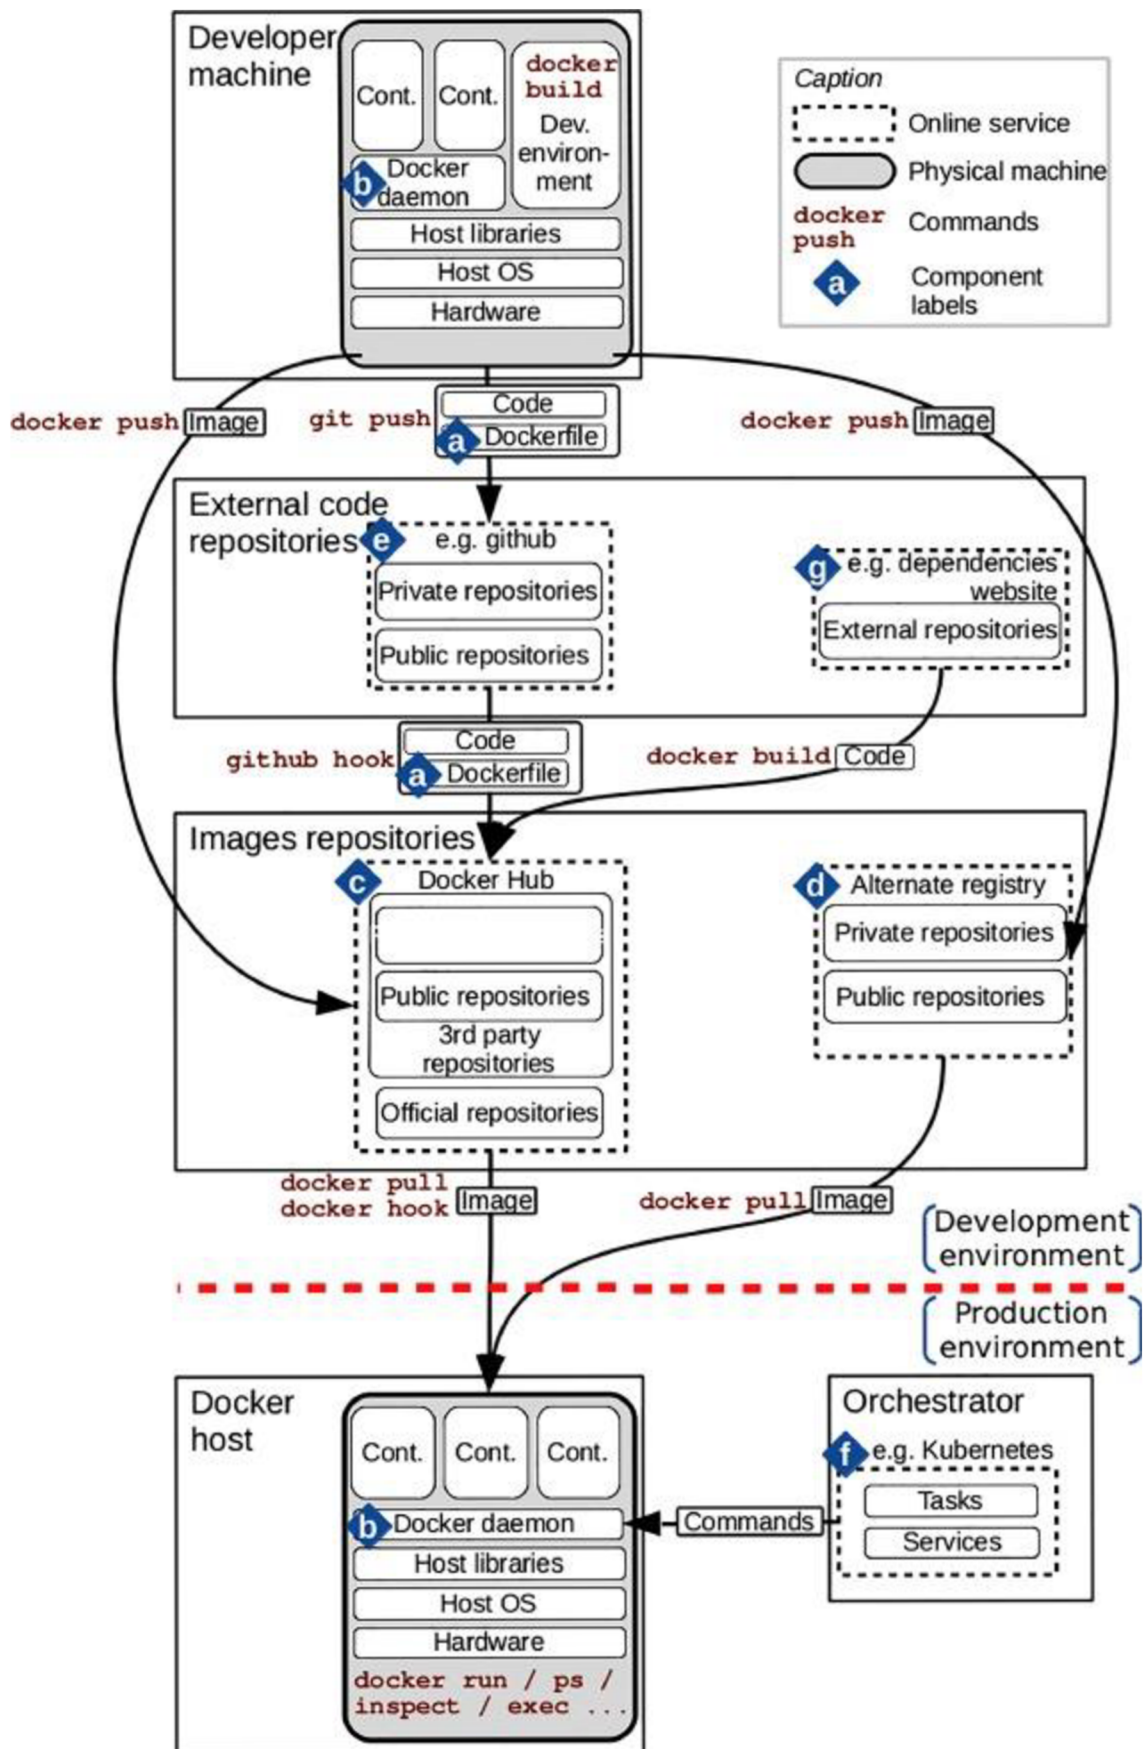 Developer
machine
Cont.
Cont.
docker
build
Dev.
environ-
ment
b
Docker
daemon
Host libraries
Host OS
Hardware
Caption
Online service
Physical machine
docker
push
Commands
a
Component
labels
docker push
Image
git push
Code
a
Dockerfile
docker push
Image
External code
repositories
e
e.g. github
Private repositories
Public repositories
g
e.g. dependencies
website
External repositories
github hook
Code
a
Dockerfile
docker build
Code
Images repositories
c
Docker Hub
Public repositories
3rd party
repositories
Official repositories
d
Alternate registry
Private repositories
Public repositories
docker pull
docker hook
Image
docker pull
Image
Development
environment
Production
environment
Docker
host
Cont.
Cont.
Cont.
b
Docker daemon
Host libraries
Host OS
Hardware
docker run / ps /
inspect / exec ...
Commands
Orchestrator
f
e.g. Kubernetes
Tasks
Services